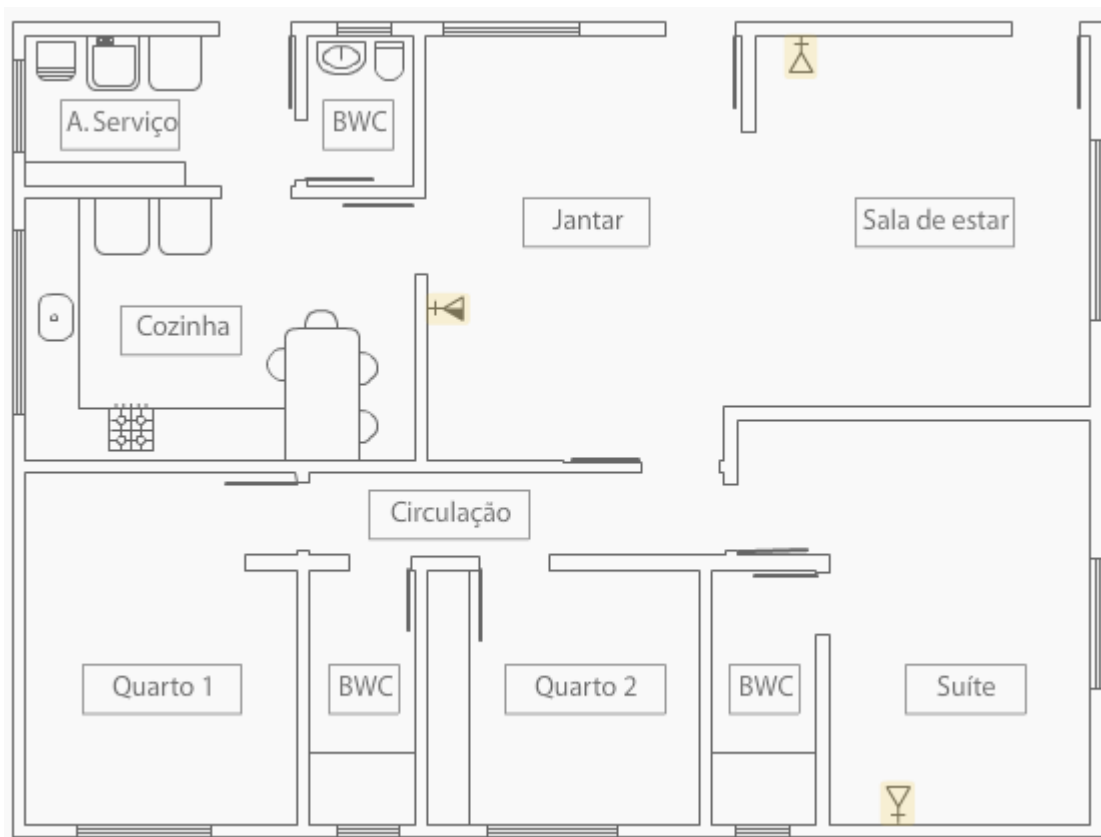 A. Serviço
BWC
Jantar
Sala de estar
Cozinha
Circulação
Quarto 1
BWC
Quarto 2
BWC
Suíte